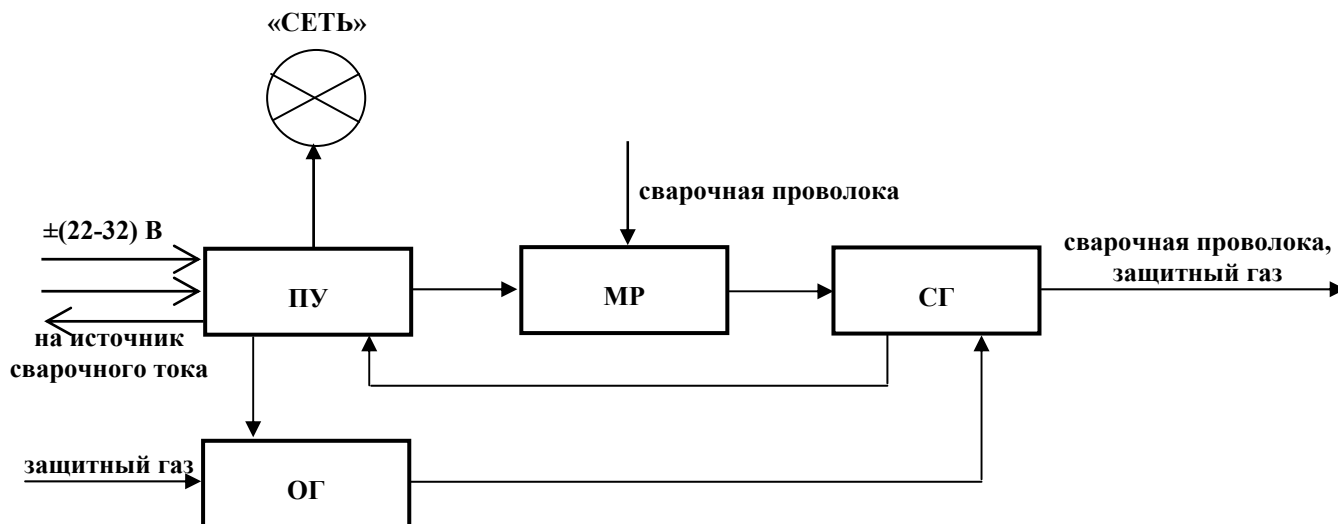 «СЕТЬ»
сварочная проволока
±(22-32) В
сварочная проволока,
защитный газ
ПУ
МР
СГ
на источник
сварочного тока
защитный газ
ОГ